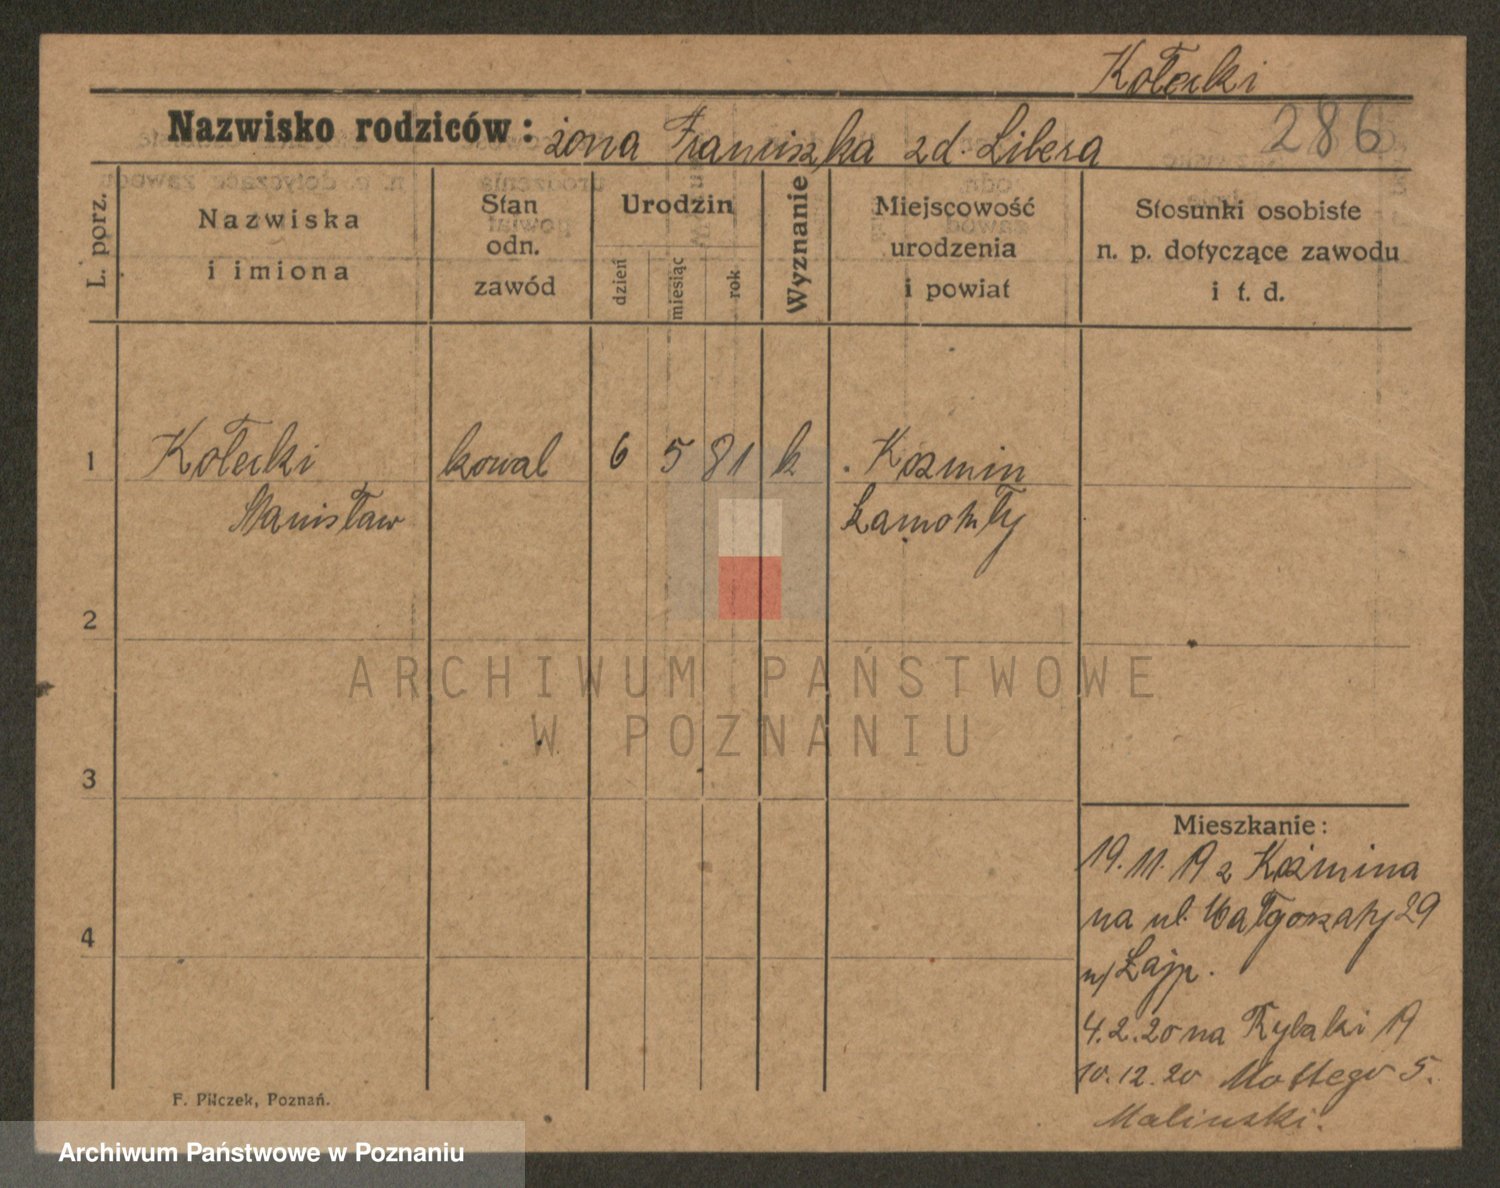 Kołecki
Nazwisko rodziców: żona Franciszka zd. Libera
286
L. porz.
Nazwiska
i imiona
Stan
odn.
zawód
Urodzin
dzień
miesiąc
rok
Wyznanie
Miejscowość
urodzenia
i powiat
Stosunki osobiste
n. p. dotyczące zawodu
i t. d.
1 Kołecki kowal 6 5 81 k Koźmin
Stanisław Szamotuły
2
ARCHIWUM PAŃSTWOWE
W POZNANIU
3
Mieszkanie:
19.11.19 z Koźmina
na ul. Małgorzaty 29
4
4.2.20 na Rybaki 19
10.12.20 Mottego 5.
Malinski.
F. Pilczek, Poznań.
Archiwum Państwowe w Poznaniu